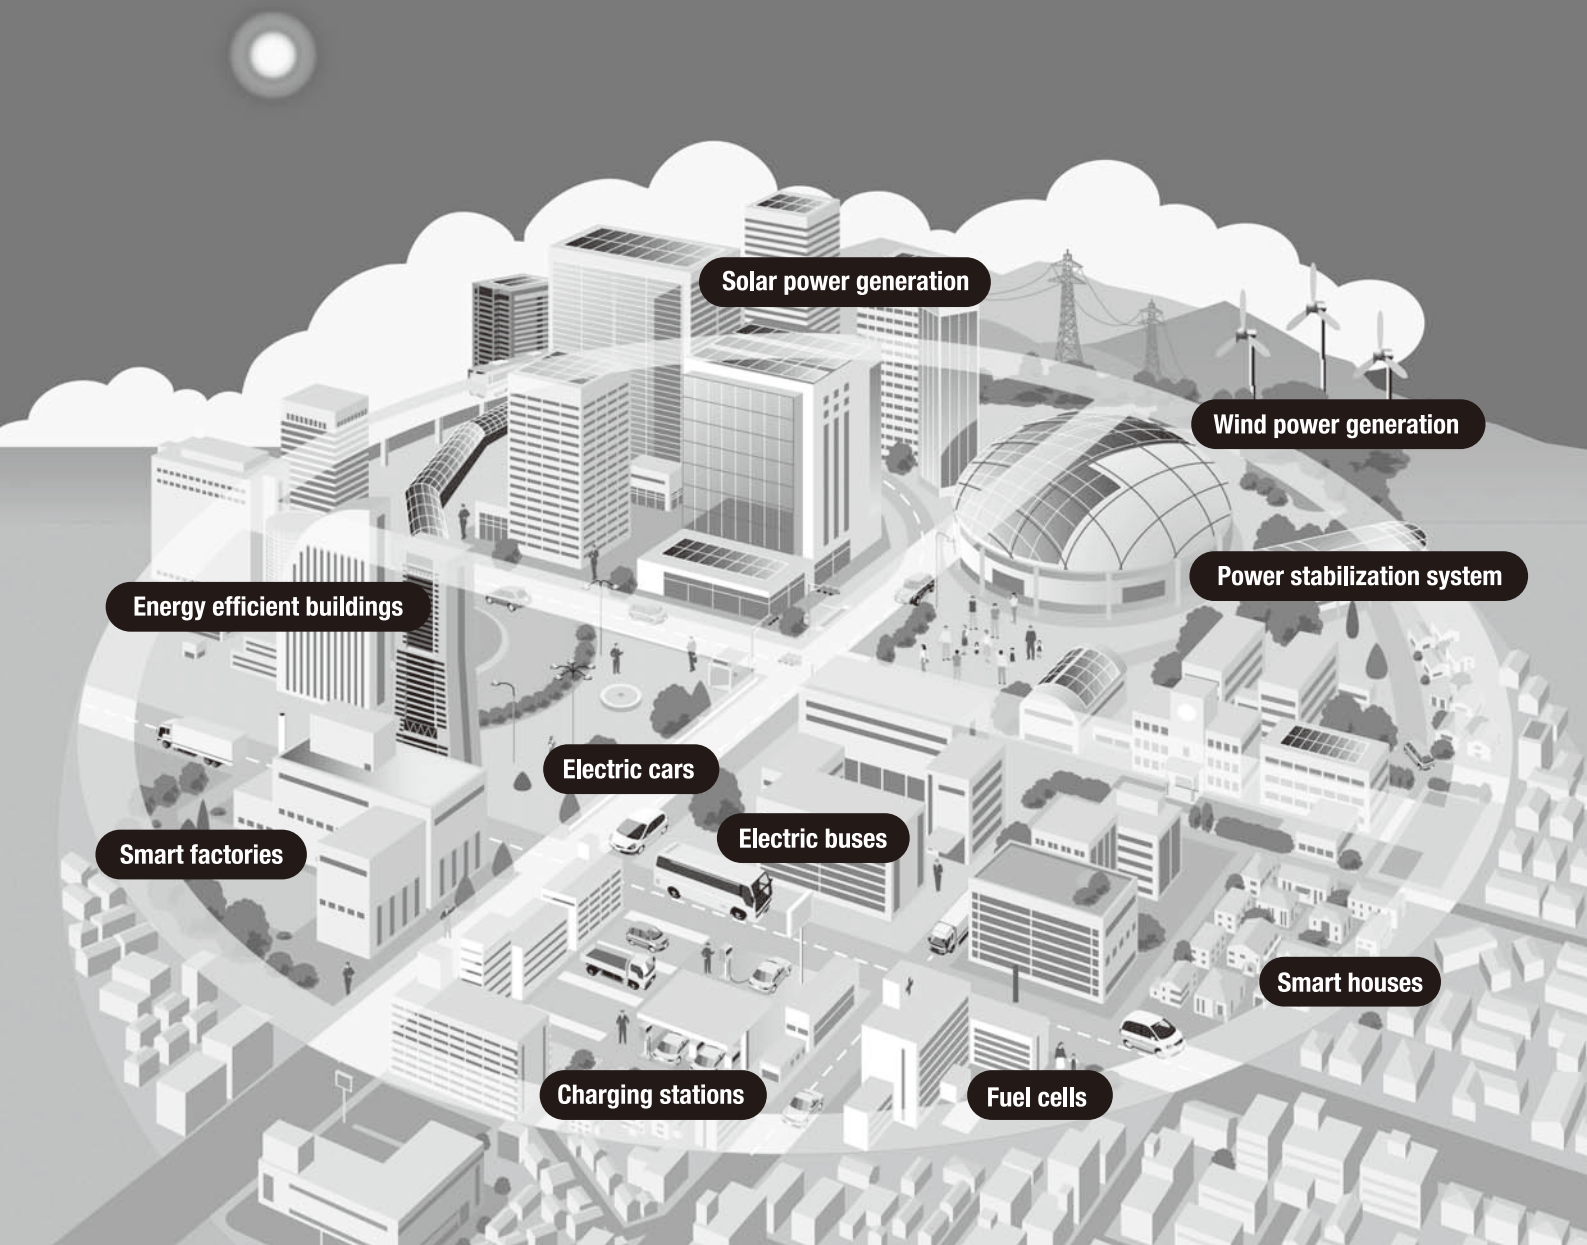 Solar power generation
Wind power generation
Power stabilization system
Energy efficient buildings
Electric cars
Electric buses
Smart factories
Smart houses
Charging stations
Fuel cells